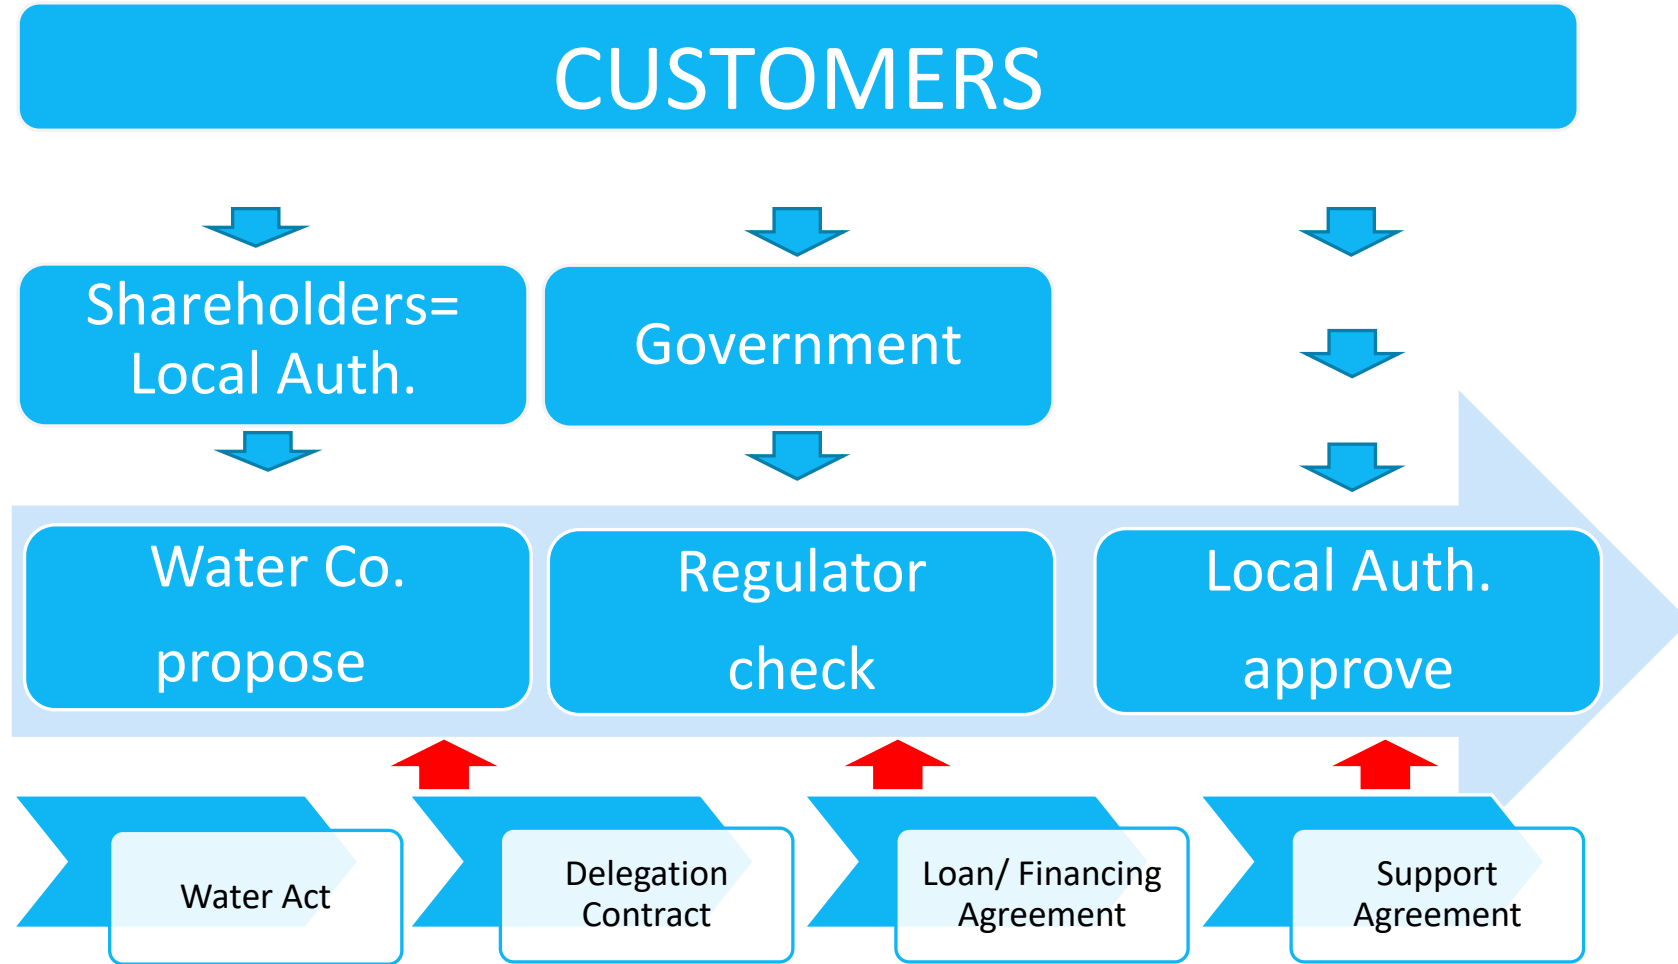 CUSTOMERS
Shareholders=
Local Auth.
Government
Water Co.
propose
Regulator
check
Local Auth.
approve
Water Act
Delegation
Contract
Loan/ Financing
Agreement
Support
Agreement